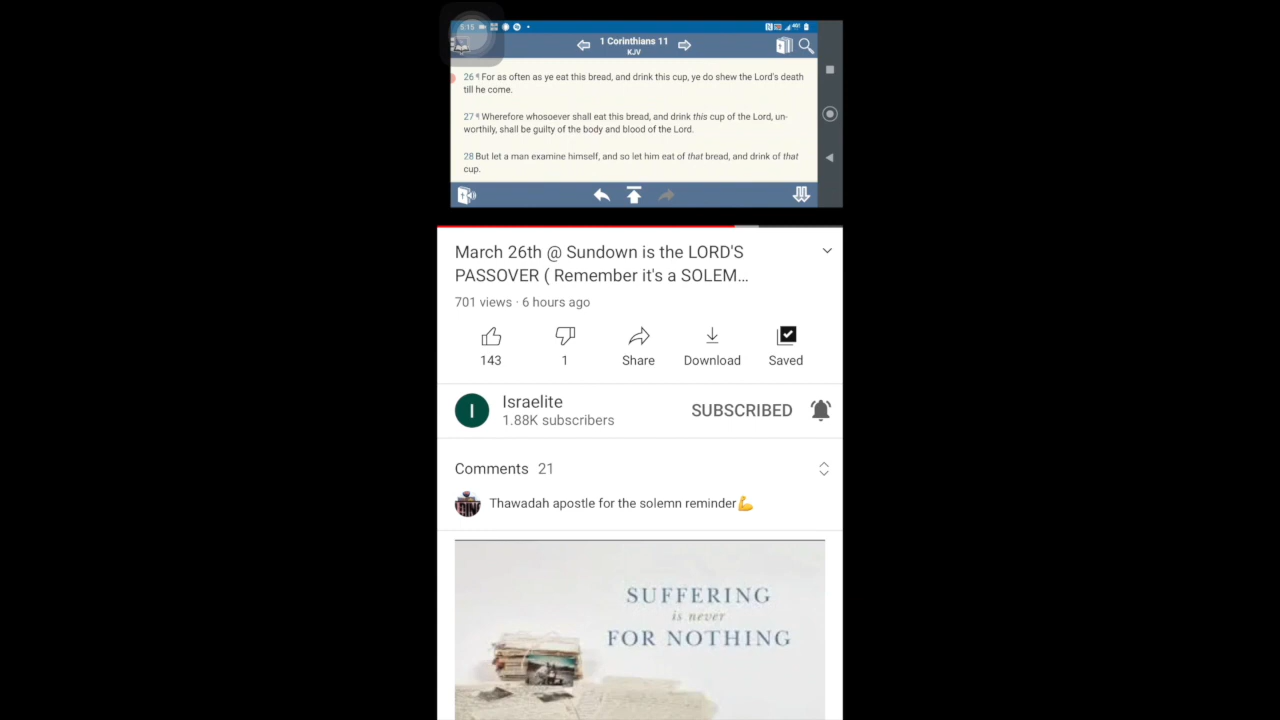 5:15
1 Corinthians 11
KJV
26 ¶ For as often as ye eat this bread, and drink this cup, ye do shew the Lord's death
till he come.
27 ¶ Wherefore whosoever shall eat this bread, and drink this cup of the Lord, un-
worthily, shall be guilty of the body and blood of the Lord.
28 But let a man examine himself, and so let him eat of that bread, and drink of that
cup.
March 26th @ Sundown is the LORD'S
PASSOVER ( Remember it's a SOLEM...
701 views · 6 hours ago
143
1
Share
Download
Saved
I
Israelite
SUBSCRIBED
1.88K subscribers
Comments 21
Thawadah apostle for the solemn reminder💪
SUFFERING
is never
FOR NOTHING